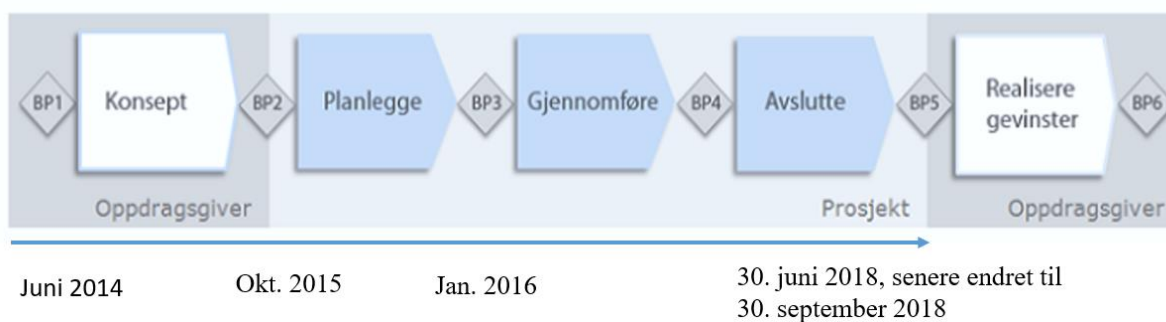 BP1
Konsept
BP2
Planlegge
BP3
Gjennomføre
BP4
Avslutte
BP5
Realisere
gevinster
BP6
Oppdragsgiver
Prosjekt
Oppdragsgiver
Juni 2014
Okt. 2015
Jan. 2016
30. juni 2018, senere endret til
30. september 2018